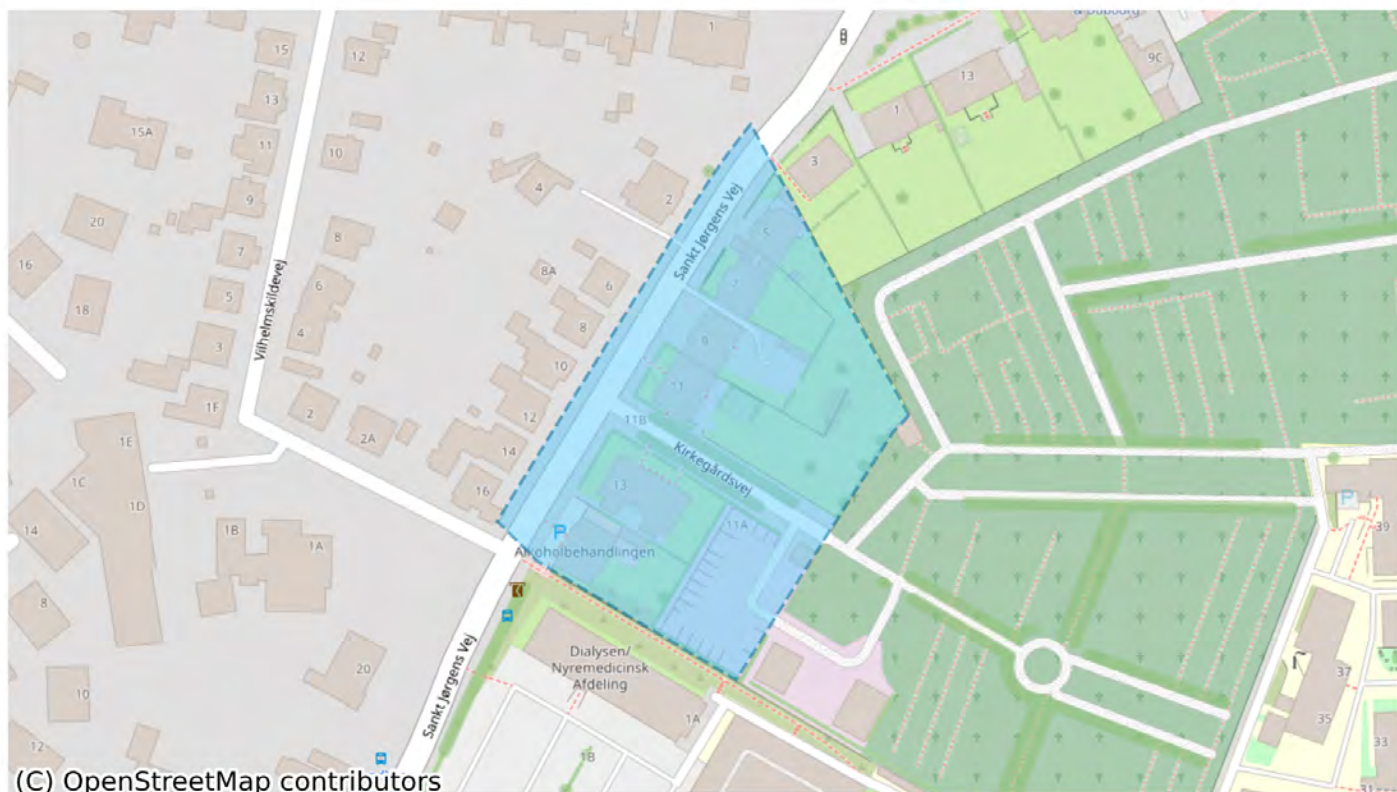 & Dubourg
1
15
12
9C
13
13
1
15A
11
10
3
4
2
9
20
Sankt Jørgens Vej
5
8
7
16
8A
7
6
5
6
18
8
4
9
3
Vilhelmskildevej
10
11
1F
12
2
11B
2A
14
1E
Kirkegårdsvej
1C
16
13
P
1D
11A
14
P
1B
1A
39
Alkoholbehandlingen
8
Dialysen/
Nyremedicinsk
Afdeling
20
37
10
Sankt Jørgens Vej
1A
35
12
33
1B
31
(C) OpenStreetMap contributors